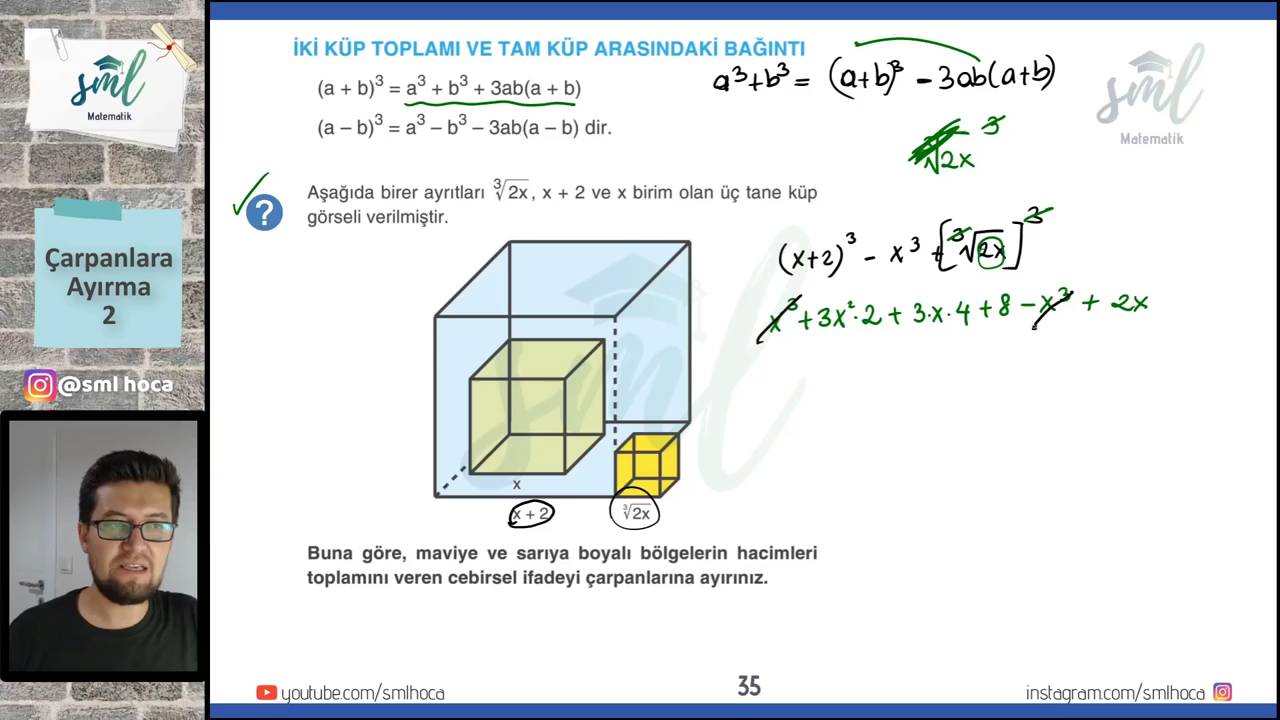 sml
Matematik
Çarpanlara
Ayırma
2
@sml hoca
İKİ KÜP TOPLAMI VE TAM KÜP ARASINDAKİ BAĞINTI
(a + b)³ = a³ + b³ + 3ab(a + b)
(a – b)³ = a³ – b³ – 3ab(a – b) dir.
a³+b³ = (a+b)³ - 3ab(a+b)
sml
Matematik
3
2x
?
Aşağıda birer ayrıtları ∛2x, x + 2 ve x birim olan üç tane küp
görseli verilmiştir.
(x+2)³ - x³ + [∛2x]³
x³ + 3x²·2 + 3·x·4 + 8 - x³ + 2x
sml
x
x + 2
∛2x
Buna göre, maviye ve sarıya boyalı bölgelerin hacimleri
toplamını veren cebirsel ifadeyi çarpanlarına ayırınız.
youtube.com/smlhoca
35
instagram.com/smlhoca